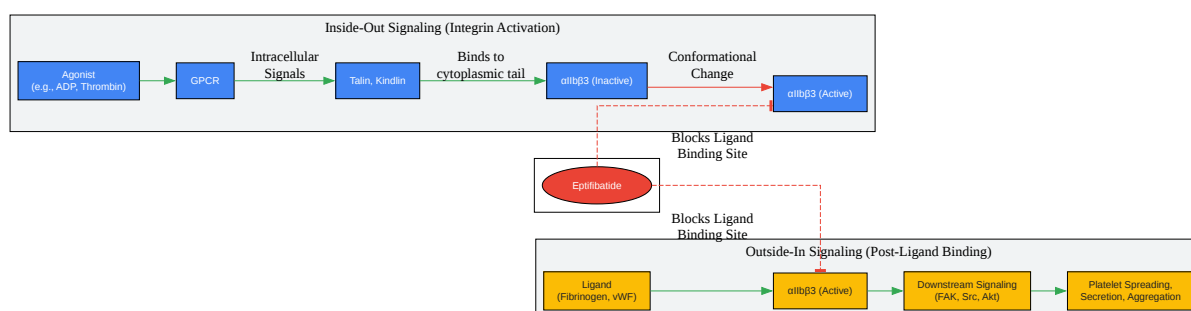 Inside-Out Signaling (Integrin Activation)
Agonist
(e.g., ADP, Thrombin)
GPCR
Intracellular
Signals
Talin, Kindlin
Binds to
cytoplasmic tail
αIIbβ3 (Inactive)
Conformational
Change
αIIbβ3 (Active)
Blocks Ligand
Binding Site
Eptifibatide
Blocks Ligand
Binding Site
Outside-In Signaling (Post-Ligand Binding)
Ligand
(Fibrinogen, vWF)
αIIbβ3 (Active)
Downstream Signaling
(FAK, Src, Akt)
Platelet Spreading,
Secretion, Aggregation